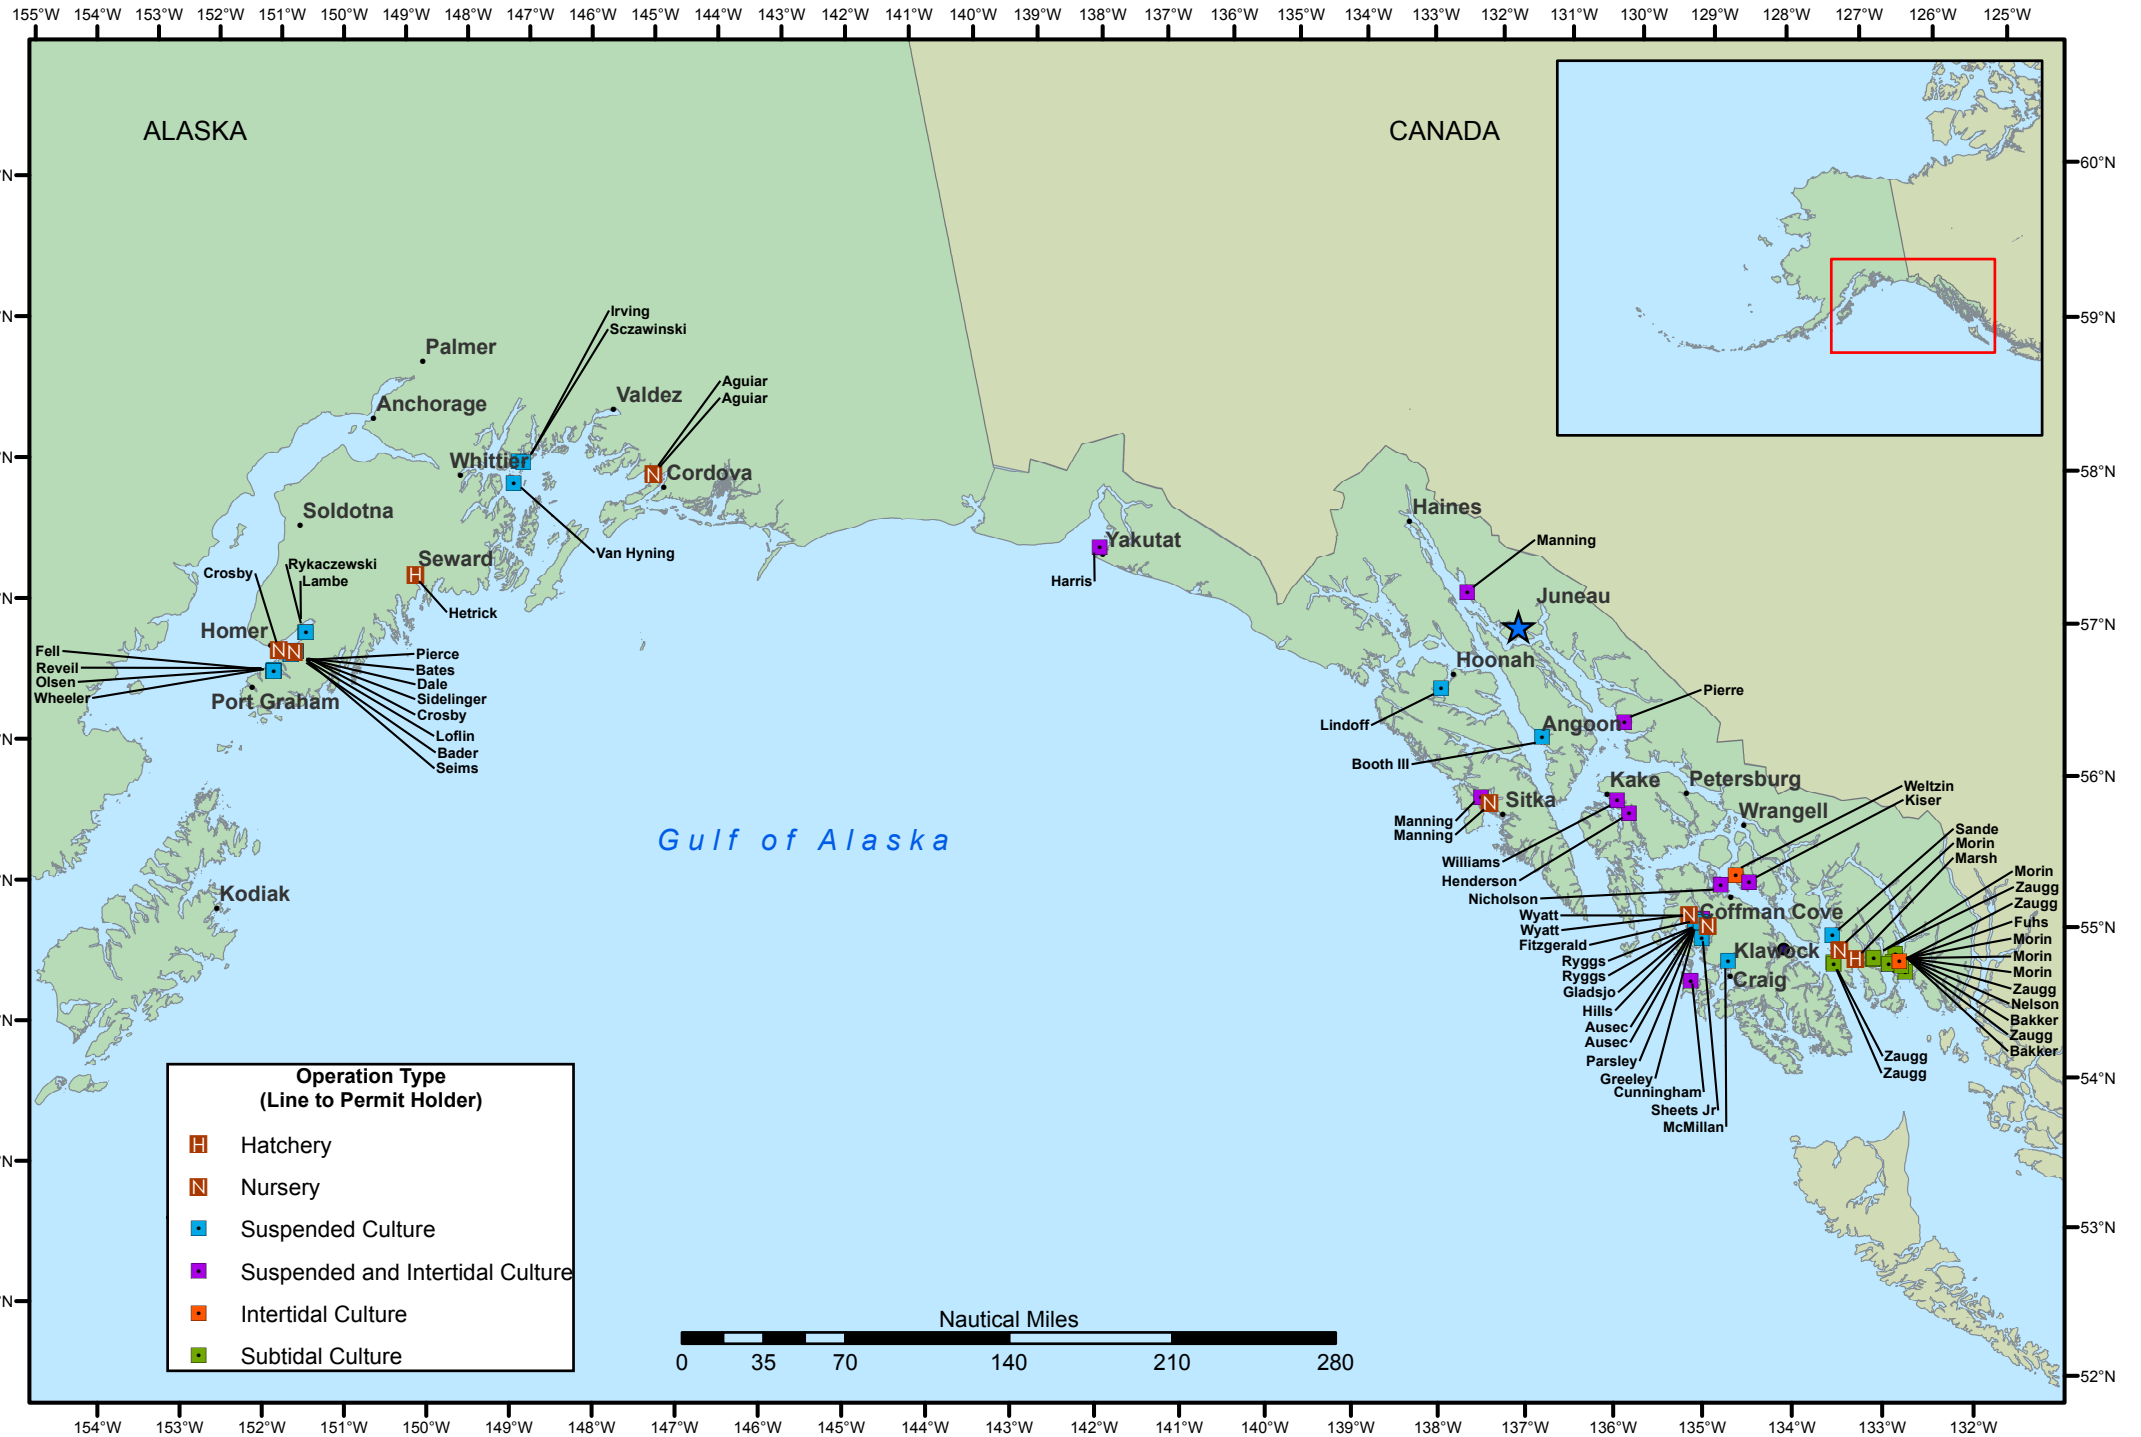 155°W 154°W 153°W 152°W 151°W 150°W 149°W 148°W 147°W 146°W 145°W 144°W 143°W 142°W 141°W 140°W 139°W 138°W 137°W 136°W 135°W 134°W 133°W 132°W 131°W 130°W 129°W 128°W 127°W 126°W 125°W
ALASKA
CANADA
60°N
59°N
58°N
57°N
56°N
55°N
54°N
53°N
52°N
Irving
Sczawinski
Palmer
Aguiar
Aguiar
Valdez
Anchorage
Whittier
Cordova
Soldotna
Van Hyning
Seward
Rykaczewski
Lambe
Crosby
H
Hetrick
Homer
N
N
N
Fell
Reveil
Olsen
Wheeler
Pierce
Bates
Dale
Sidelinger
Crosby
Loflin
Bader
Seims
Port Graham
Kodiak
Gulf of Alaska
Yakutat
Harris
Haines
Manning
Juneau
Hoonah
Pierre
Lindoff
Angoon
Booth III
Kake
Petersburg
Sitka
N
Wrangell
Manning
Manning
Williams
Henderson
Nicholson
Weltzin
Kiser
Sande
Morin
Marsh
Morin
Zaugg
Zaugg
Fuhs
Morin
Morin
Morin
Zaugg
Nelson
Bakker
Zaugg
Bakker
Zaugg
Zaugg
Wyatt
Wyatt
Fitzgerald
Ryggs
Ryggs
Gladsjo
Hills
Ausec
Ausec
Parsley
Greeley
Cunningham
Sheets Jr
McMillan
N
N
Coffman Cove
Klawock
Craig
N
H
Operation Type
(Line to Permit Holder)
H Hatchery
N Nursery
Suspended Culture
Suspended and Intertidal Culture
Intertidal Culture
Subtidal Culture
Nautical Miles
0 35 70 140 210 280
154°W 153°W 152°W 151°W 150°W 149°W 148°W 147°W 146°W 145°W 144°W 143°W 142°W 141°W 140°W 139°W 138°W 137°W 136°W 135°W 134°W 133°W 132°W